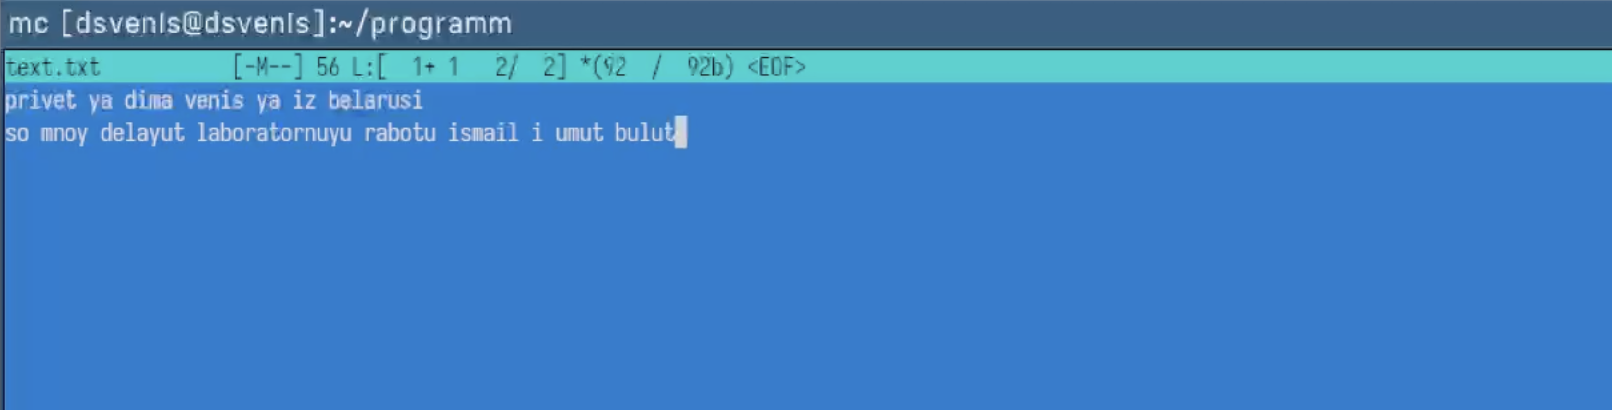 mc [dsvenis@dsvenis]:~/programm
text.txt [-M--] 56 L:[ 1+ 1 2/ 2] *(92 / 92b) <EOF>
privet ya dima venis ya iz belarusi
so mnoy delayut laboratornuyu rabotu ismail i umut bulut